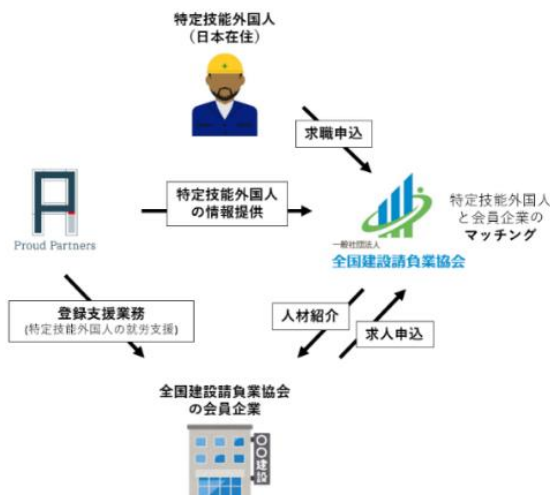 特定技能外国人
(日本在住)
求職申込
特定技能外国人
の情報提供
Proud Partners
一般社団法人
全国建設請負業協会
特定技能外国人
と会員企業の
マッチング
登録支援業務
(特定技能外国人の就労支援)
人材紹介
求人申込
全国建設請負業協会
の会員企業
〇〇建設